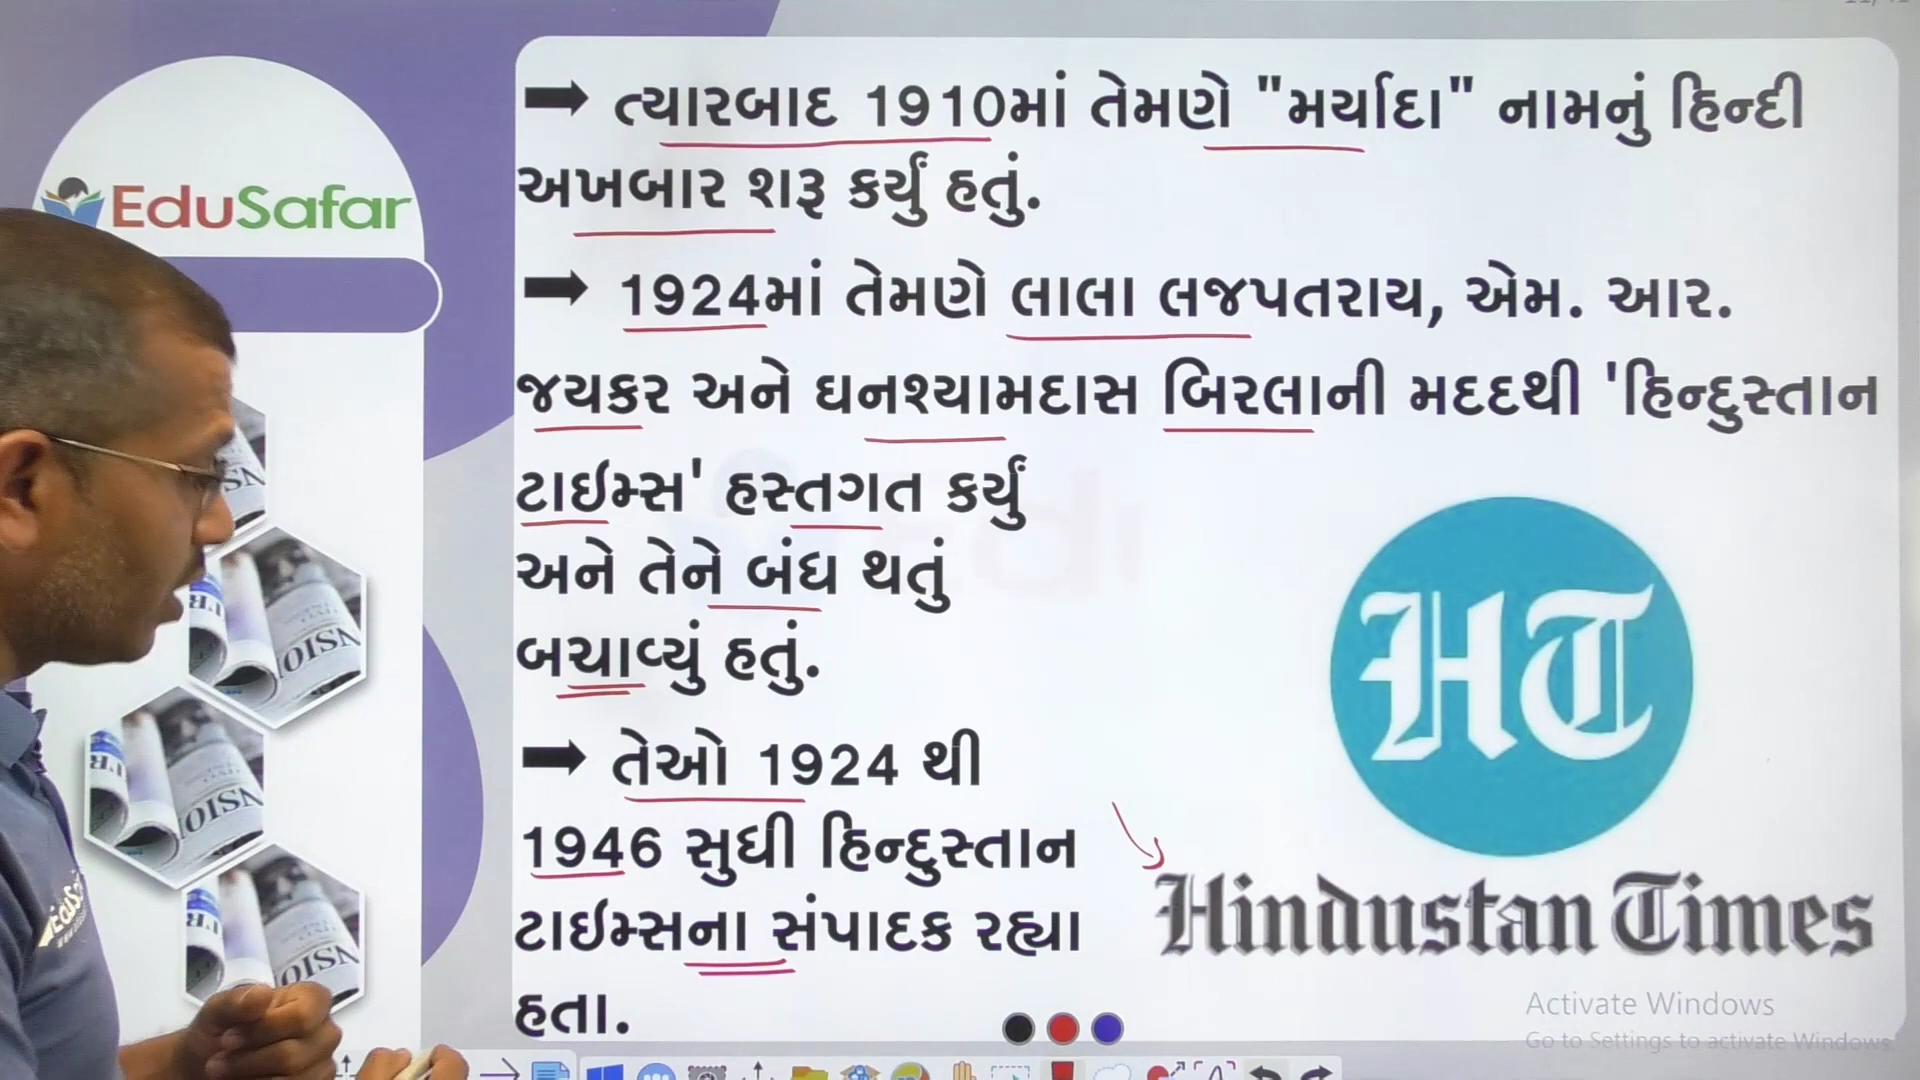 EduSafar
➡ ત્યારબાદ 1910માં તેમણે "મર્યાદા" નામનું હિન્દી
અખબાર શરૂ કર્યું હતું.
➡ 1924માં તેમણે લાલા લજપતરાય, એમ. આર.
જયકર અને ઘનશ્યામદાસ બિરલાની મદદથી 'હિન્દુસ્તાન
ટાઇમ્સ' હસ્તગત કર્યું
અને તેને બંધ થતું
બચાવ્યું હતું.
➡ તેઓ 1924 થી
1946 સુધી હિન્દુસ્તાન
ટાઇમ્સના સંપાદક રહ્યા
હતા.
HT
Hindustan Times
Activate Windows
Go to Settings to activate Windows.